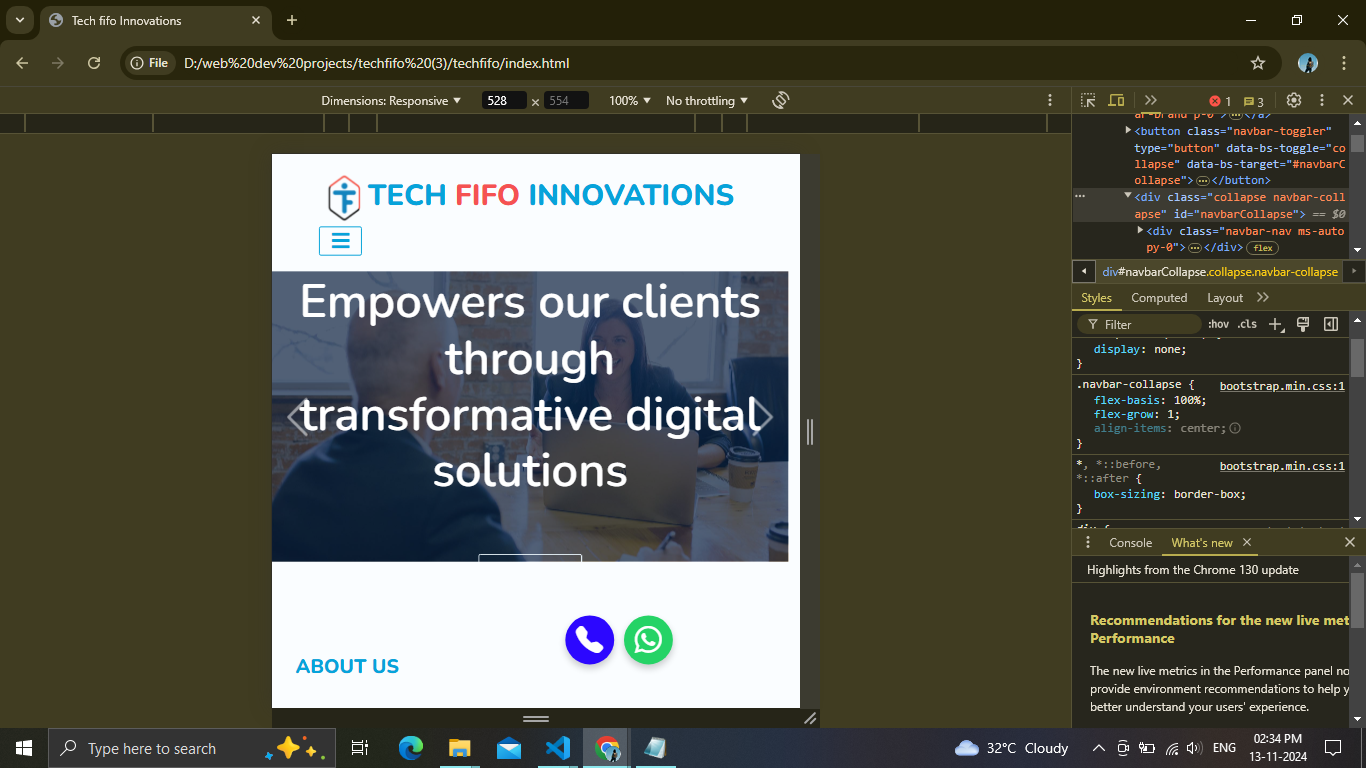 Tech fifo Innovations
File
D:/web%20dev%20projects/techfifo%20(3)/techfifo/index.html
Dimensions: Responsive
528
×
554
100%
No throttling
1
3
TECH FIFO INNOVATIONS
Empowers our clients
through
transformative digital
solutions
ABOUT US
ar-brand p-0"> </a>
<button class="navbar-toggler"
type="button" data-bs-toggle="co
llapse" data-bs-target="#navbarC
ollapse"> </button>
<div class="collapse navbar-coll
apse" id="navbarCollapse"> == $0
<div class="navbar-nav ms-auto
py-0"> </div> flex
div#navbarCollapse.collapse.navbar-collapse
Styles
Computed
Layout
Filter
:hov
.cls
display: none;
}
.navbar-collapse {
bootstrap.min.css:1
flex-basis: 100%;
flex-grow: 1;
align-items: center;
}
*, *::before,
bootstrap.min.css:1
*::after {
box-sizing: border-box;
}
Console
What's new
Highlights from the Chrome 130 update
Recommendations for the new live met
Performance
The new live metrics in the Performance panel no
provide environment recommendations to help y
better understand your users' experience.
Type here to search
32°C Cloudy
ENG
02:34 PM
13-11-2024